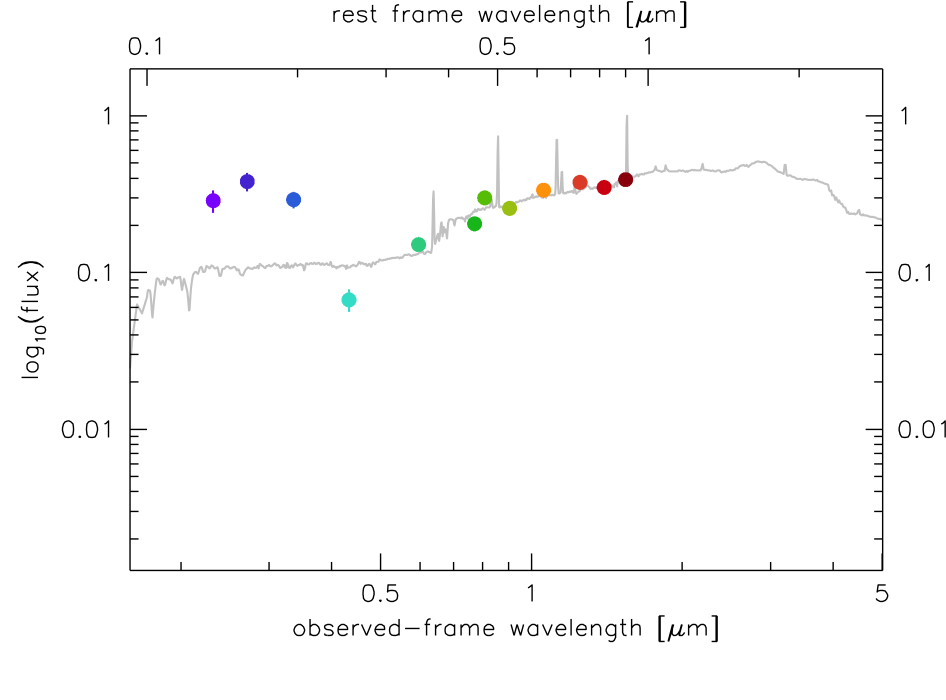 rest frame wavelength [μm]
0.1 0.5 1
1 1
0.1 0.1
0.01 0.01
log10(flux)
0.5 1 5
observed-frame wavelength [μm]